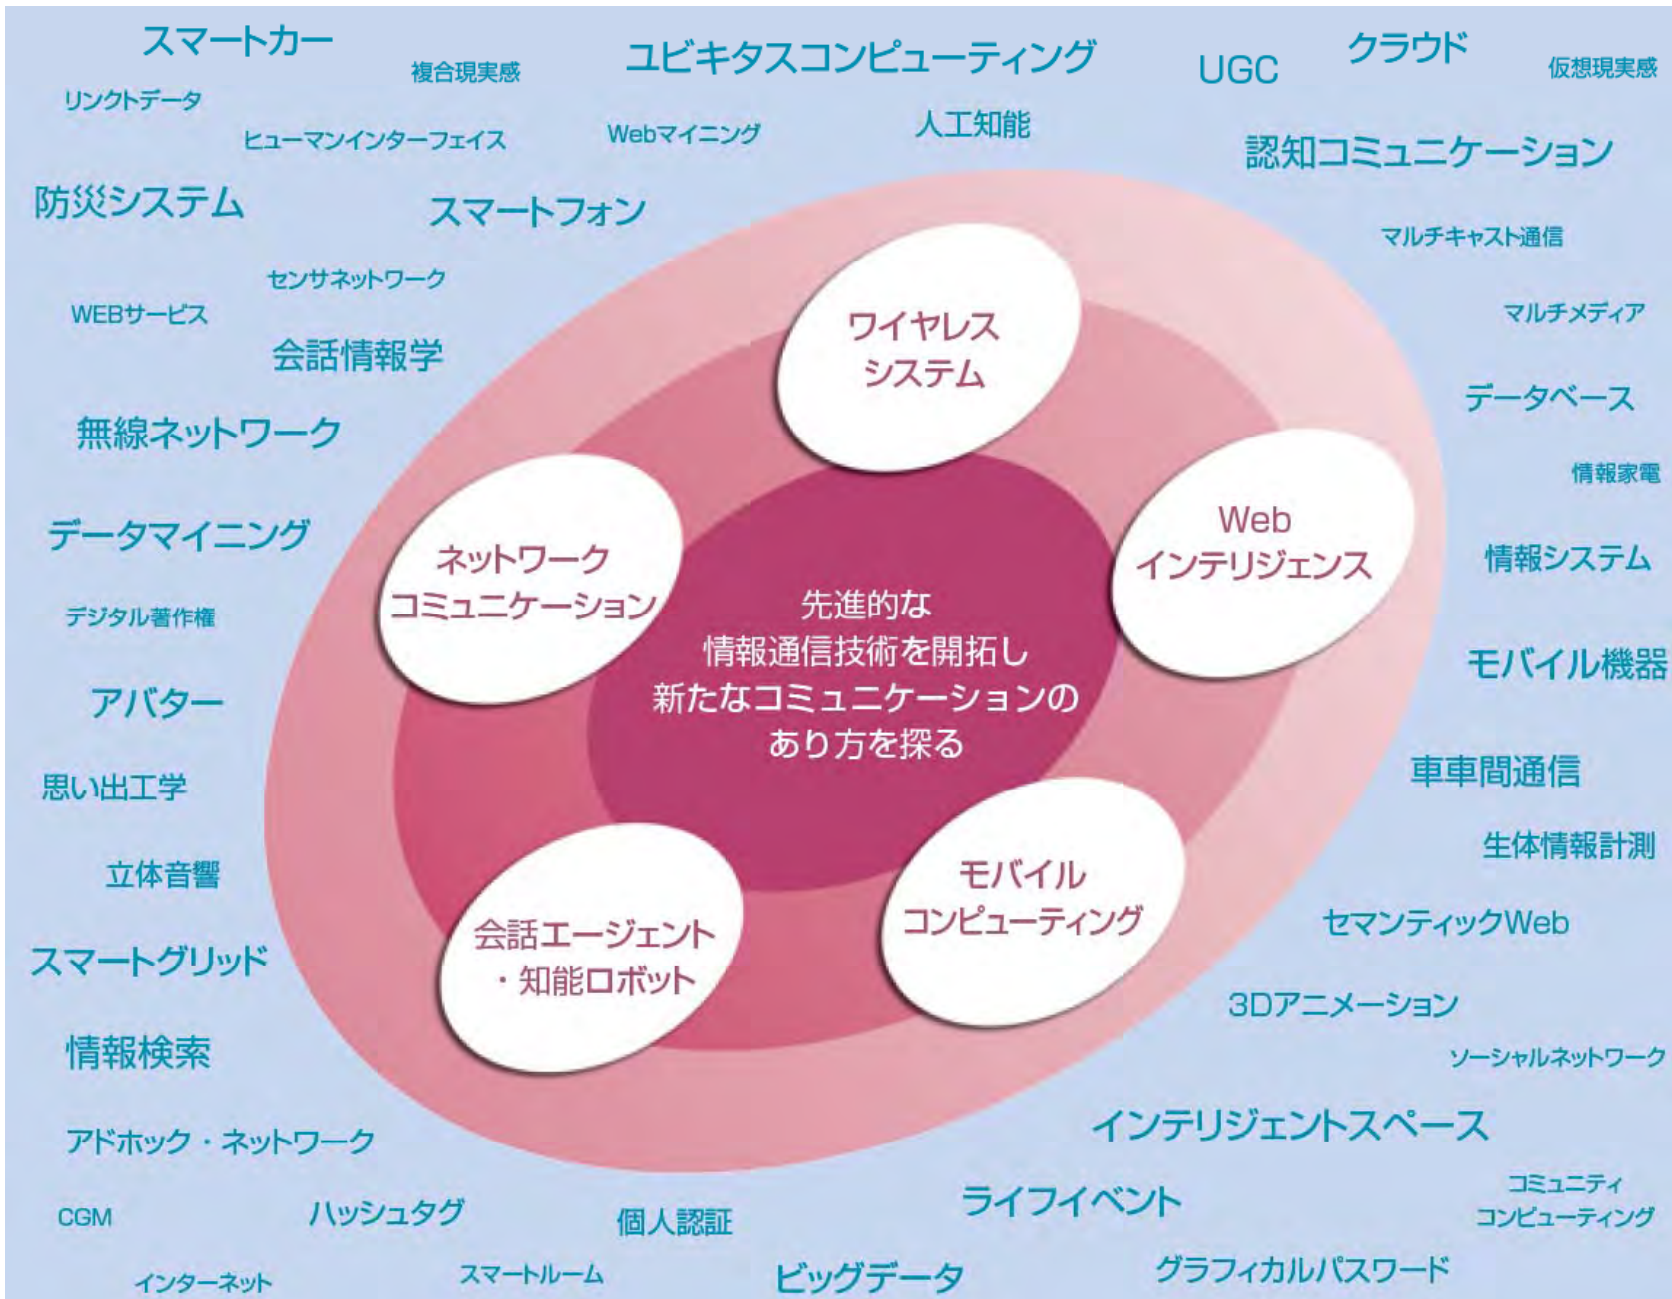 スマートカー
複合現実感
ユビキタスコンピューティング
UGC
クラウド
仮想現実感
リンクトデータ
ヒューマンインターフェイス
Webマイニング
人工知能
認知コミュニケーション
防災システム
スマートフォン
マルチキャスト通信
センサネットワーク
WEBサービス
マルチメディア
会話情報学
データベース
無線ネットワーク
情報家電
データマイニング
情報システム
デジタル著作権
モバイル機器
アバター
車車間通信
思い出工学
生体情報計測
立体音響
セマンティックWeb
スマートグリッド
3Dアニメーション
情報検索
ソーシャルネットワーク
アドホック・ネットワーク
インテリジェントスペース
CGM
ハッシュタグ
個人認証
ライフイベント
コミュニティ
コンピューティング
インターネット
スマートルーム
ビッグデータ
グラフィカルパスワード
ワイヤレス
システム
Web
インテリジェンス
ネットワーク
コミュニケーション
先進的な
情報通信技術を開拓し
新たなコミュニケーションの
あり方を探る
モバイル
コンピューティング
会話エージェント
・知能ロボット